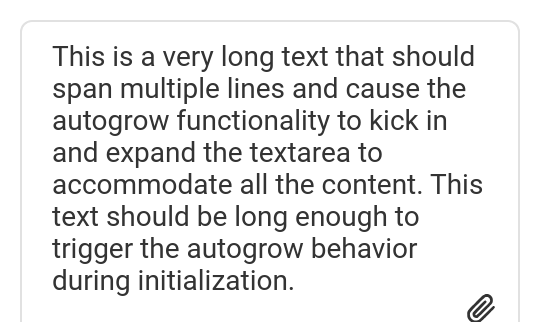 This is a very long text that should
span multiple lines and cause the
autogrow functionality to kick in
and expand the textarea to
accommodate all the content. This
text should be long enough to
trigger the autogrow behavior
during initialization.